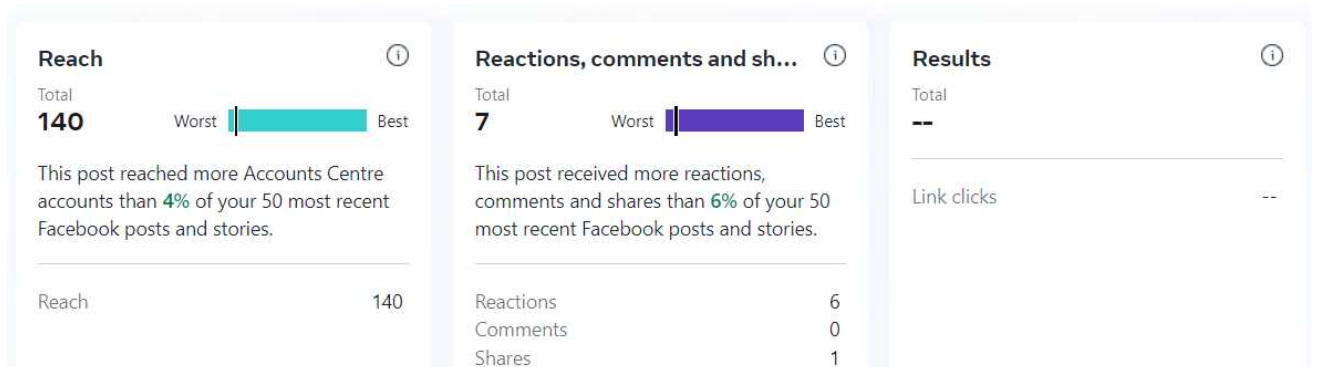 Reach
Total
140
Worst
Best
This post reached more Accounts Centre
accounts than 4% of your 50 most recent
Facebook posts and stories.
Reach 140
Reactions, comments and sh...
Total
7
Worst
Best
This post received more reactions,
comments and shares than 6% of your 50
most recent Facebook posts and stories.
Reactions 6
Comments 0
Shares 1
Results
Total
--
Link clicks --